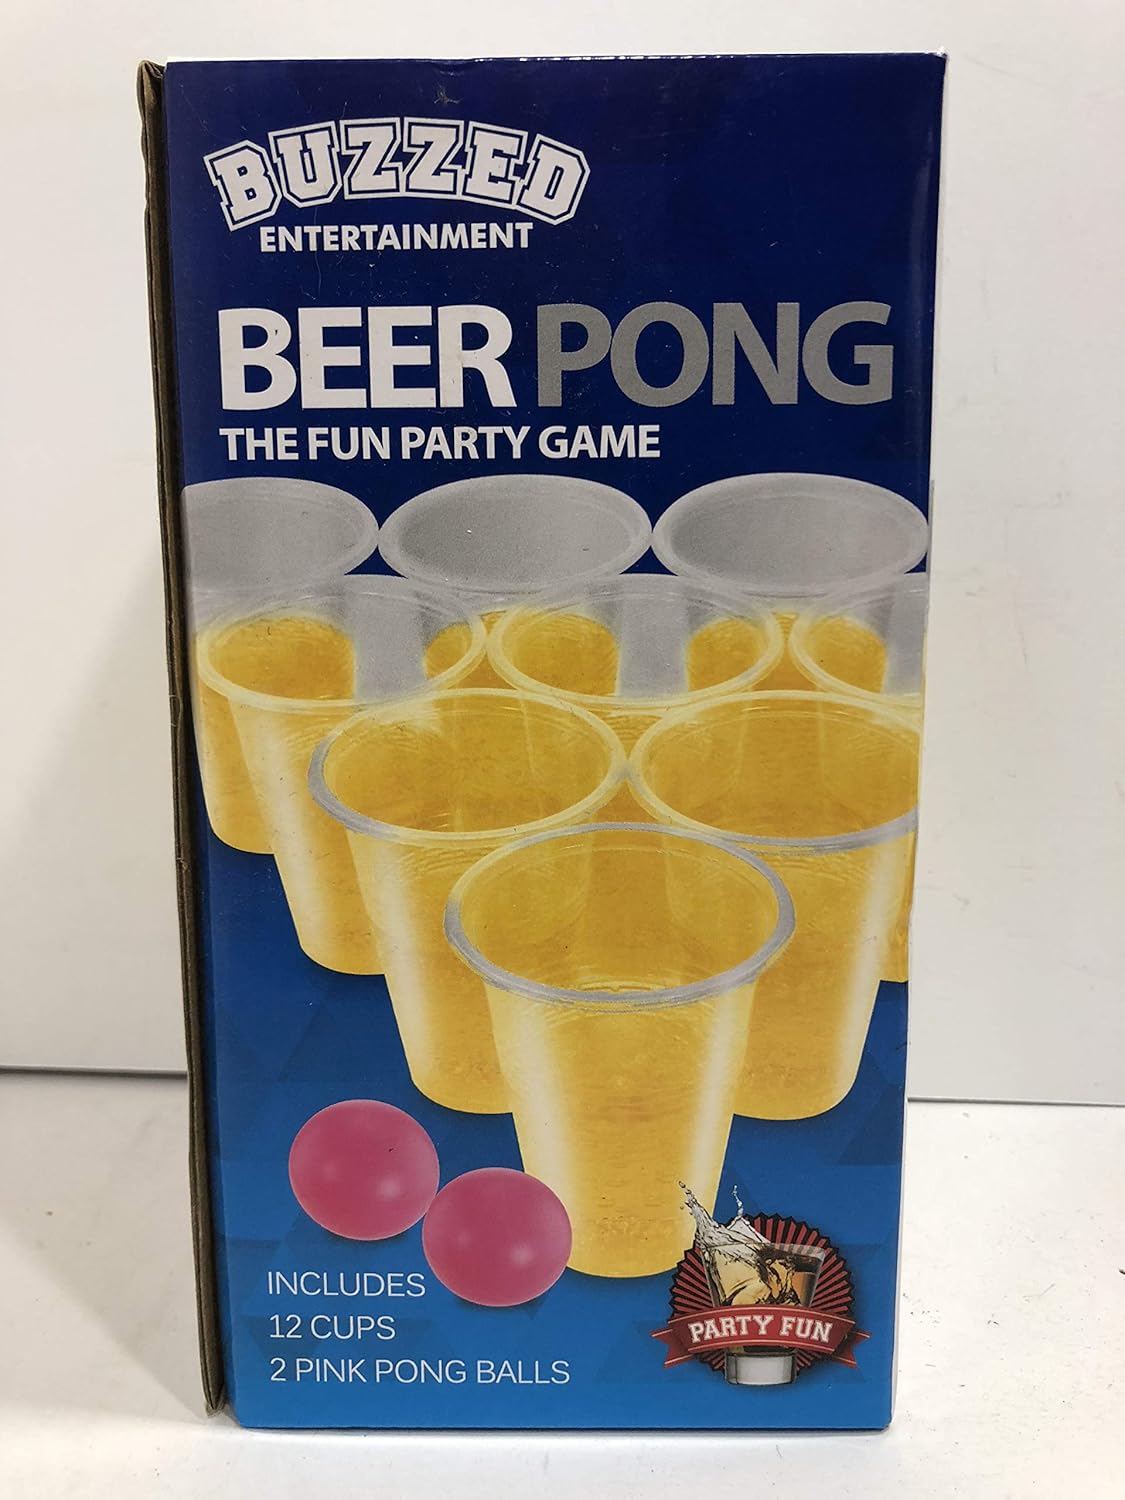 BUZZED
ENTERTAINMENT
BEER PONG
THE FUN PARTY GAME
INCLUDES
12 CUPS
2 PINK PONG BALLS
PARTY FUN